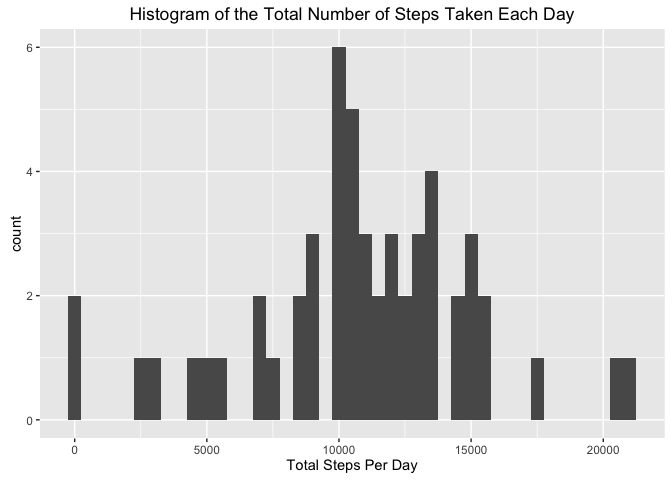 Histogram of the Total Number of Steps Taken Each Day
6
4
2
0
count
0 5000 10000 15000 20000
Total Steps Per Day